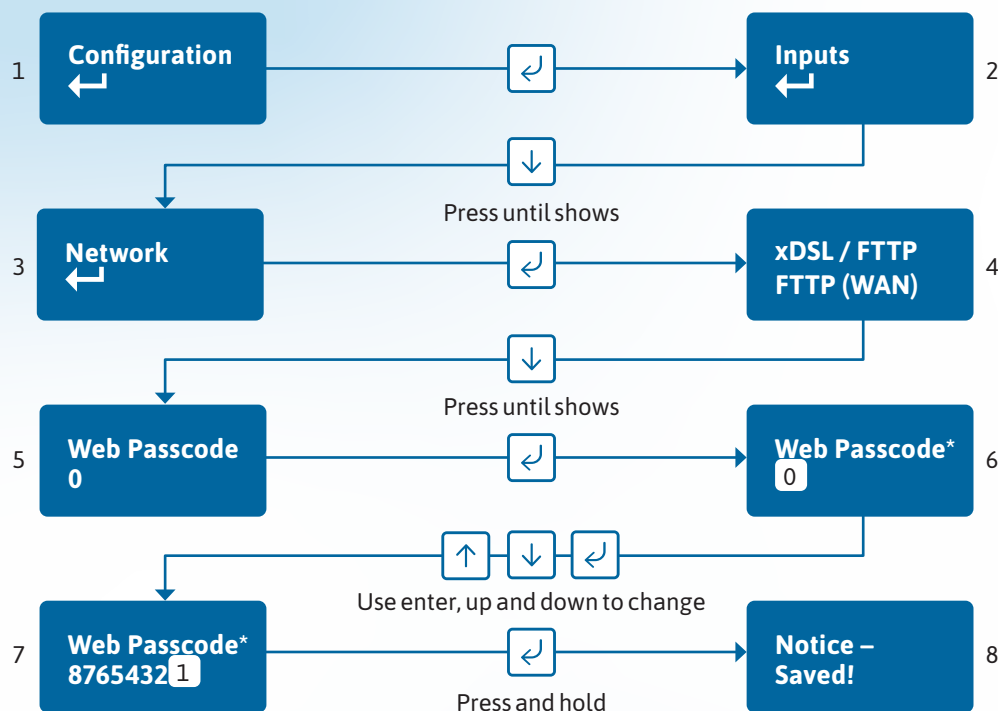 1
Configuration
Inputs
2
Press until shows
3
Network
xDSL / FTTP
FTTP (WAN)
4
Press until shows
5
Web Passcode
0
Web Passcode*
0
6
Use enter, up and down to change
7
Web Passcode*
87654321
Notice –
Saved!
8
Press and hold